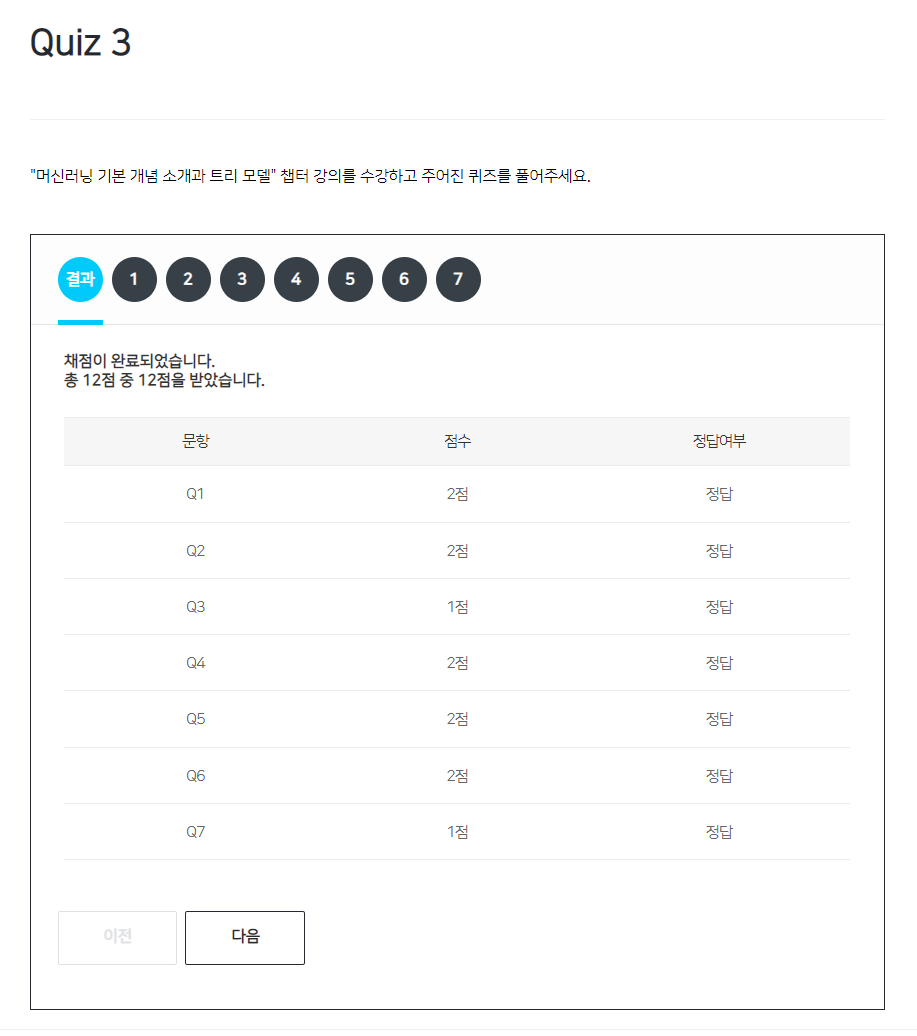 Quiz 3
"머신러닝 기본 개념 소개과 트리 모델" 챕터 강의를 수강하고 주어진 퀴즈를 풀어주세요.
결과 1 2 3 4 5 6 7
채점이 완료되었습니다.
총 12점 중 12점을 받았습니다.
문항 점수 정답여부
Q1 2점 정답
Q2 2점 정답
Q3 1점 정답
Q4 2점 정답
Q5 2점 정답
Q6 2점 정답
Q7 1점 정답
이전 다음